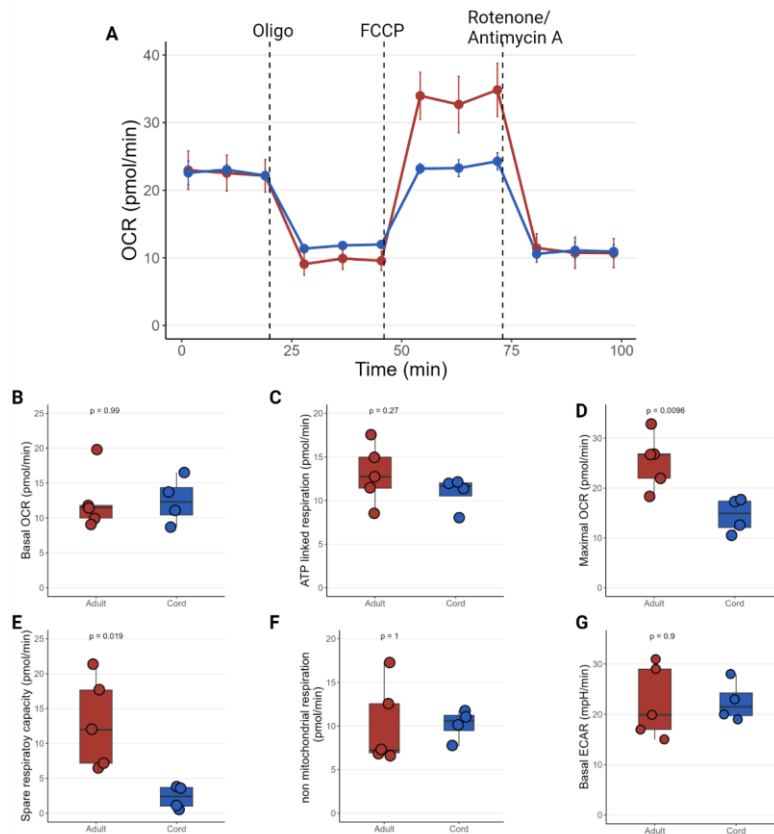 A
Oligo
FCCP
Rotenone/
Antimycin A
OCR (pmol/min)
40
30
20
10
0
0
25
50
75
100
Time (min)
B
p = 0.99
Basal OCR (pmol/min)
25
20
15
10
5
0
Adult
Cord
C
p = 0.27
ATP linked respiration (pmol/min)
20
15
10
5
0
Adult
Cord
D
p = 0.0096
Maximal OCR (pmol/min)
30
20
10
0
Adult
Cord
E
p = 0.019
Spare respiratoy capacity (pmol/min)
25
20
15
10
5
0
Adult
Cord
F
p = 1
non mitochondrial respiration
(pmol/min)
20
15
10
5
0
Adult
Cord
G
p = 0.9
Basal ECAR (mpH/min)
30
20
10
0
Adult
Cord